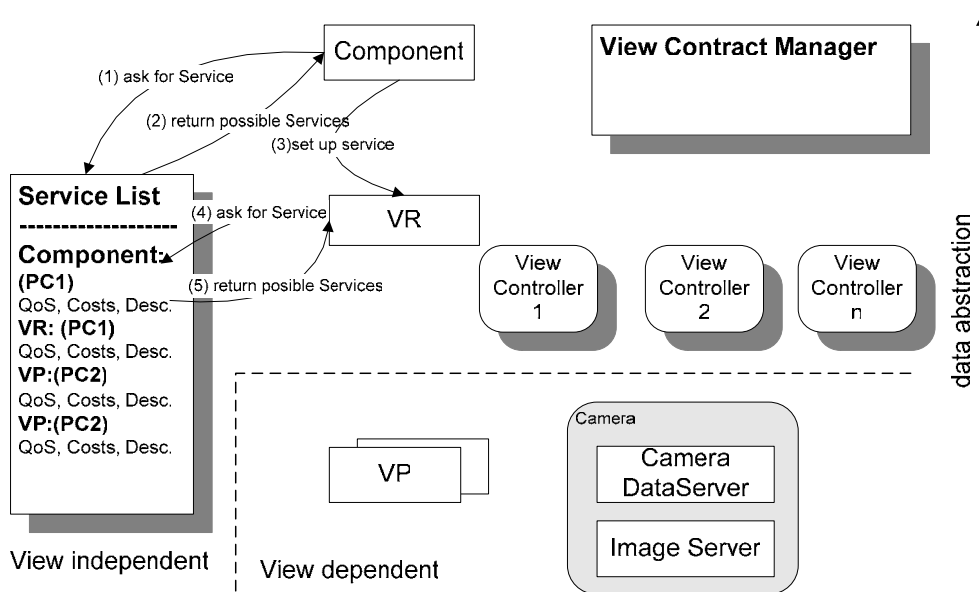 Component
View Contract Manager
(1) ask for Service
(2) return possible Services
(3)set up service
Service List
-------------------
Component:
(PC1)
QoS, Costs, Desc.
VR: (PC1)
QoS, Costs, Desc.
VP:(PC2)
QoS, Costs, Desc.
VP:(PC2)
QoS, Costs, Desc.
(4) ask for Service
VR
(5) return posible Services
View
Controller
1
View
Controller
2
View
Controller
n
data abstraction
VP
Camera
Camera
DataServer
Image Server
View independent
View dependent